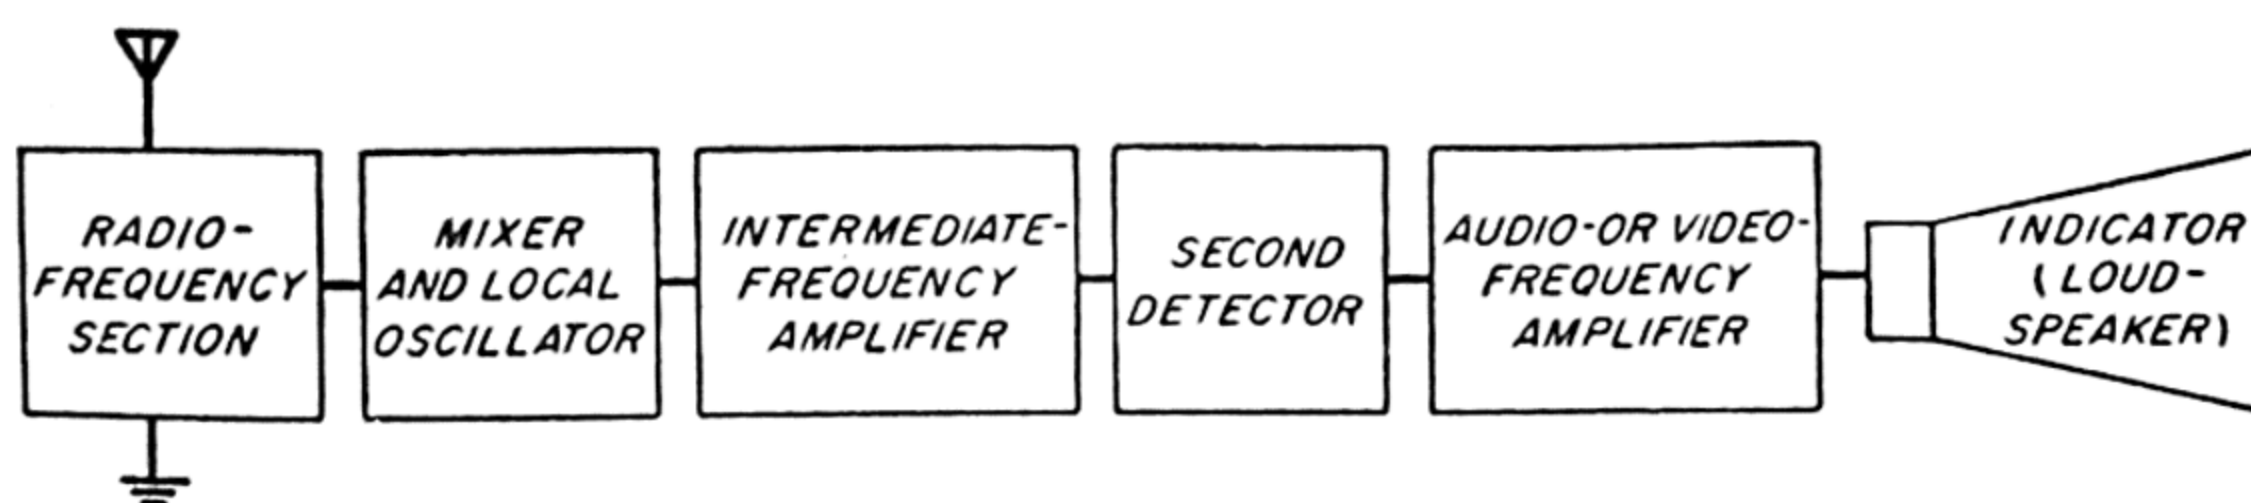 RADIO-
FREQUENCY
SECTION
MIXER
AND LOCAL
OSCILLATOR
INTERMEDIATE-
FREQUENCY
AMPLIFIER
SECOND
DETECTOR
AUDIO-OR VIDEO-
FREQUENCY
AMPLIFIER
INDICATOR
(LOUD-
SPEAKER)